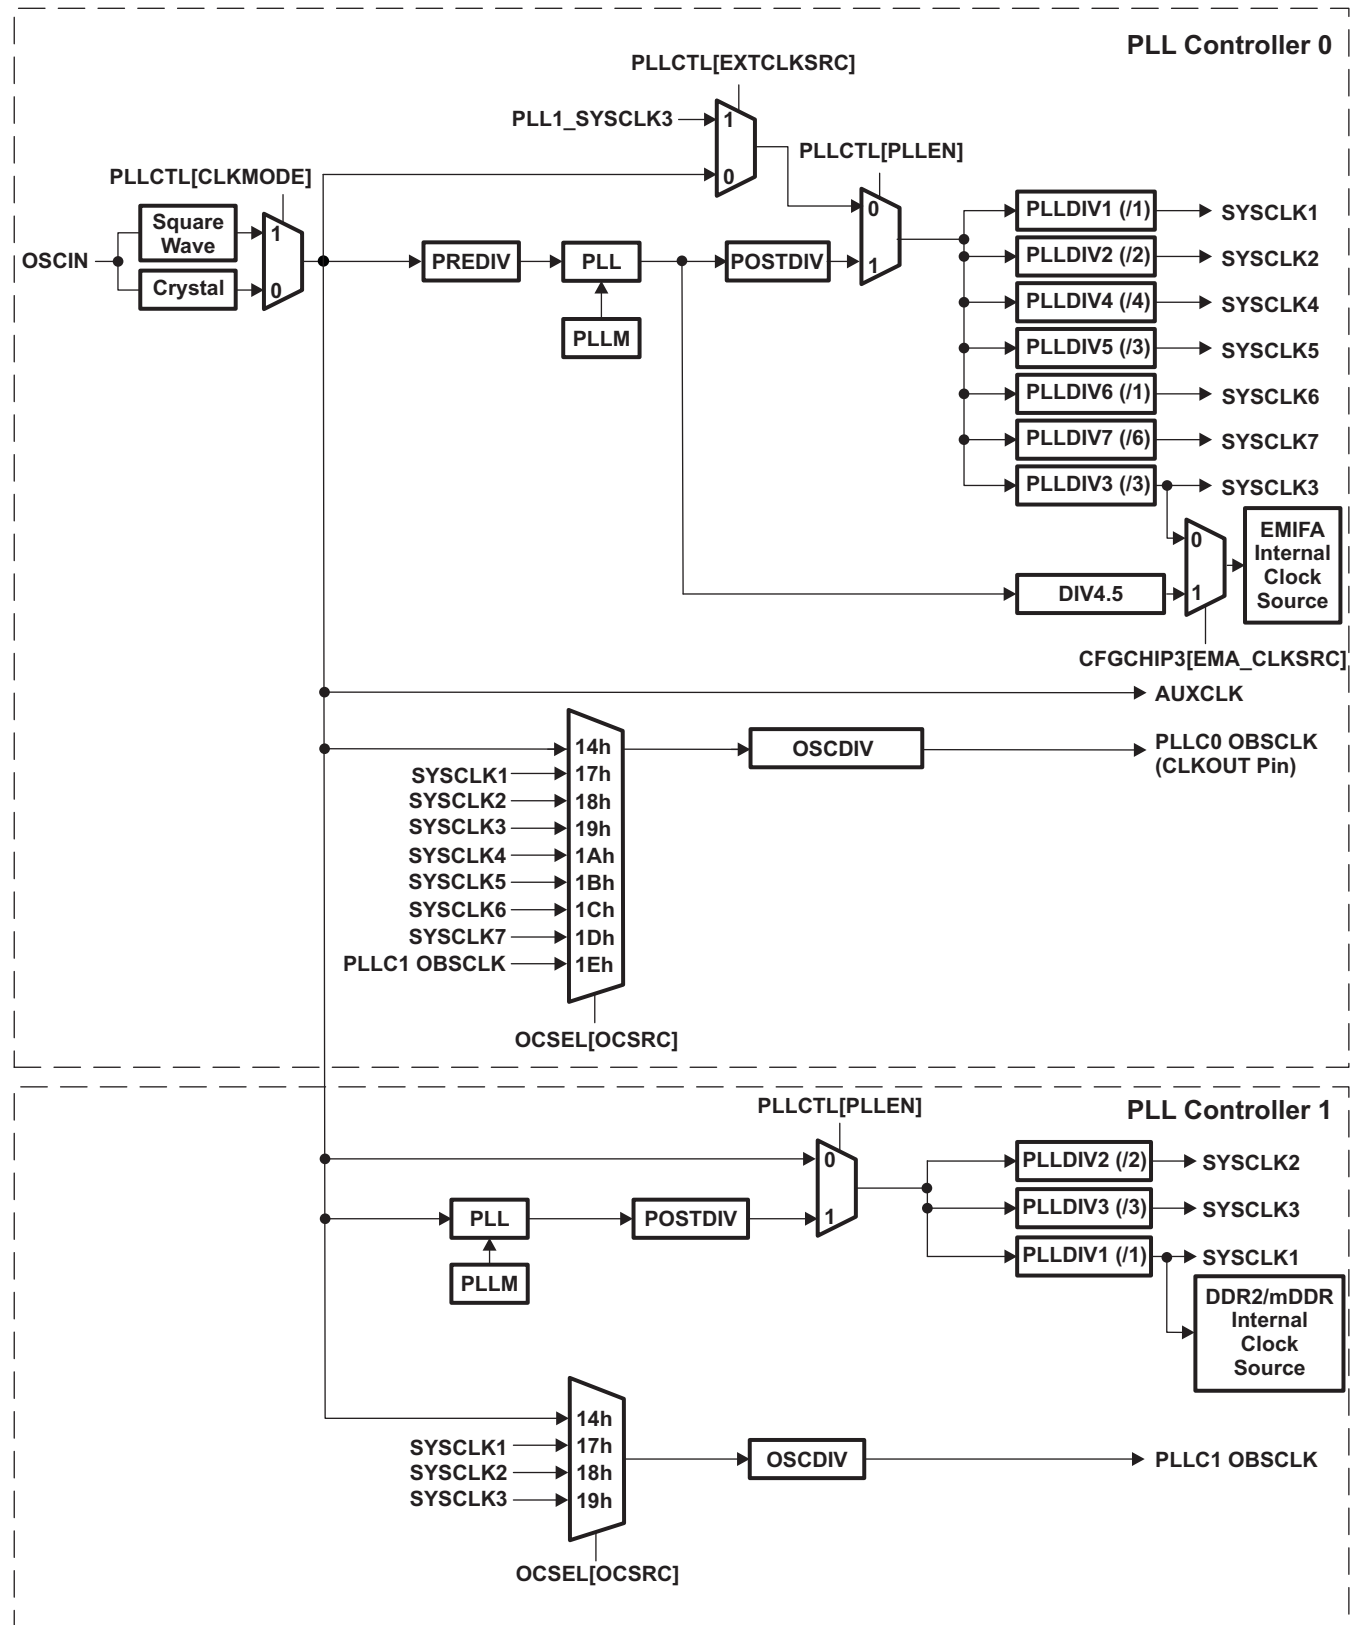 PLL Controller 0
PLLCTL[EXTCLKSRC]
PLL1_SYSCLK3
1
0
PLLCTL[PLLEN]
0
1
PLLCTL[CLKMODE]
OSCIN
Square
Wave
Crystal
1
0
PREDIV
PLL
PLLM
POSTDIV
PLLDIV1 (/1)
SYSCLK1
PLLDIV2 (/2)
SYSCLK2
PLLDIV4 (/4)
SYSCLK4
PLLDIV5 (/3)
SYSCLK5
PLLDIV6 (/1)
SYSCLK6
PLLDIV7 (/6)
SYSCLK7
PLLDIV3 (/3)
SYSCLK3
0
1
EMIFA
Internal
Clock
Source
DIV4.5
CFGCHIP3[EMA_CLKSRC]
AUXCLK
14h
SYSCLK1
17h
SYSCLK2
18h
SYSCLK3
19h
SYSCLK4
1Ah
SYSCLK5
1Bh
SYSCLK6
1Ch
SYSCLK7
1Dh
PLLC1 OBSCLK
1Eh
OCSEL[OCSRC]
OSCDIV
PLLC0 OBSCLK
(CLKOUT Pin)
PLL Controller 1
PLLCTL[PLLEN]
0
1
PLL
PLLM
POSTDIV
PLLDIV2 (/2)
SYSCLK2
PLLDIV3 (/3)
SYSCLK3
PLLDIV1 (/1)
SYSCLK1
DDR2/mDDR
Internal
Clock
Source
14h
SYSCLK1
17h
SYSCLK2
18h
SYSCLK3
19h
OCSEL[OCSRC]
OSCDIV
PLLC1 OBSCLK